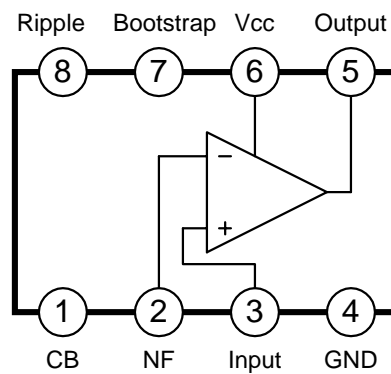 Ripple Bootstrap Vcc Output
8 7 6 5
−
+
1 2 3 4
CB NF Input GND